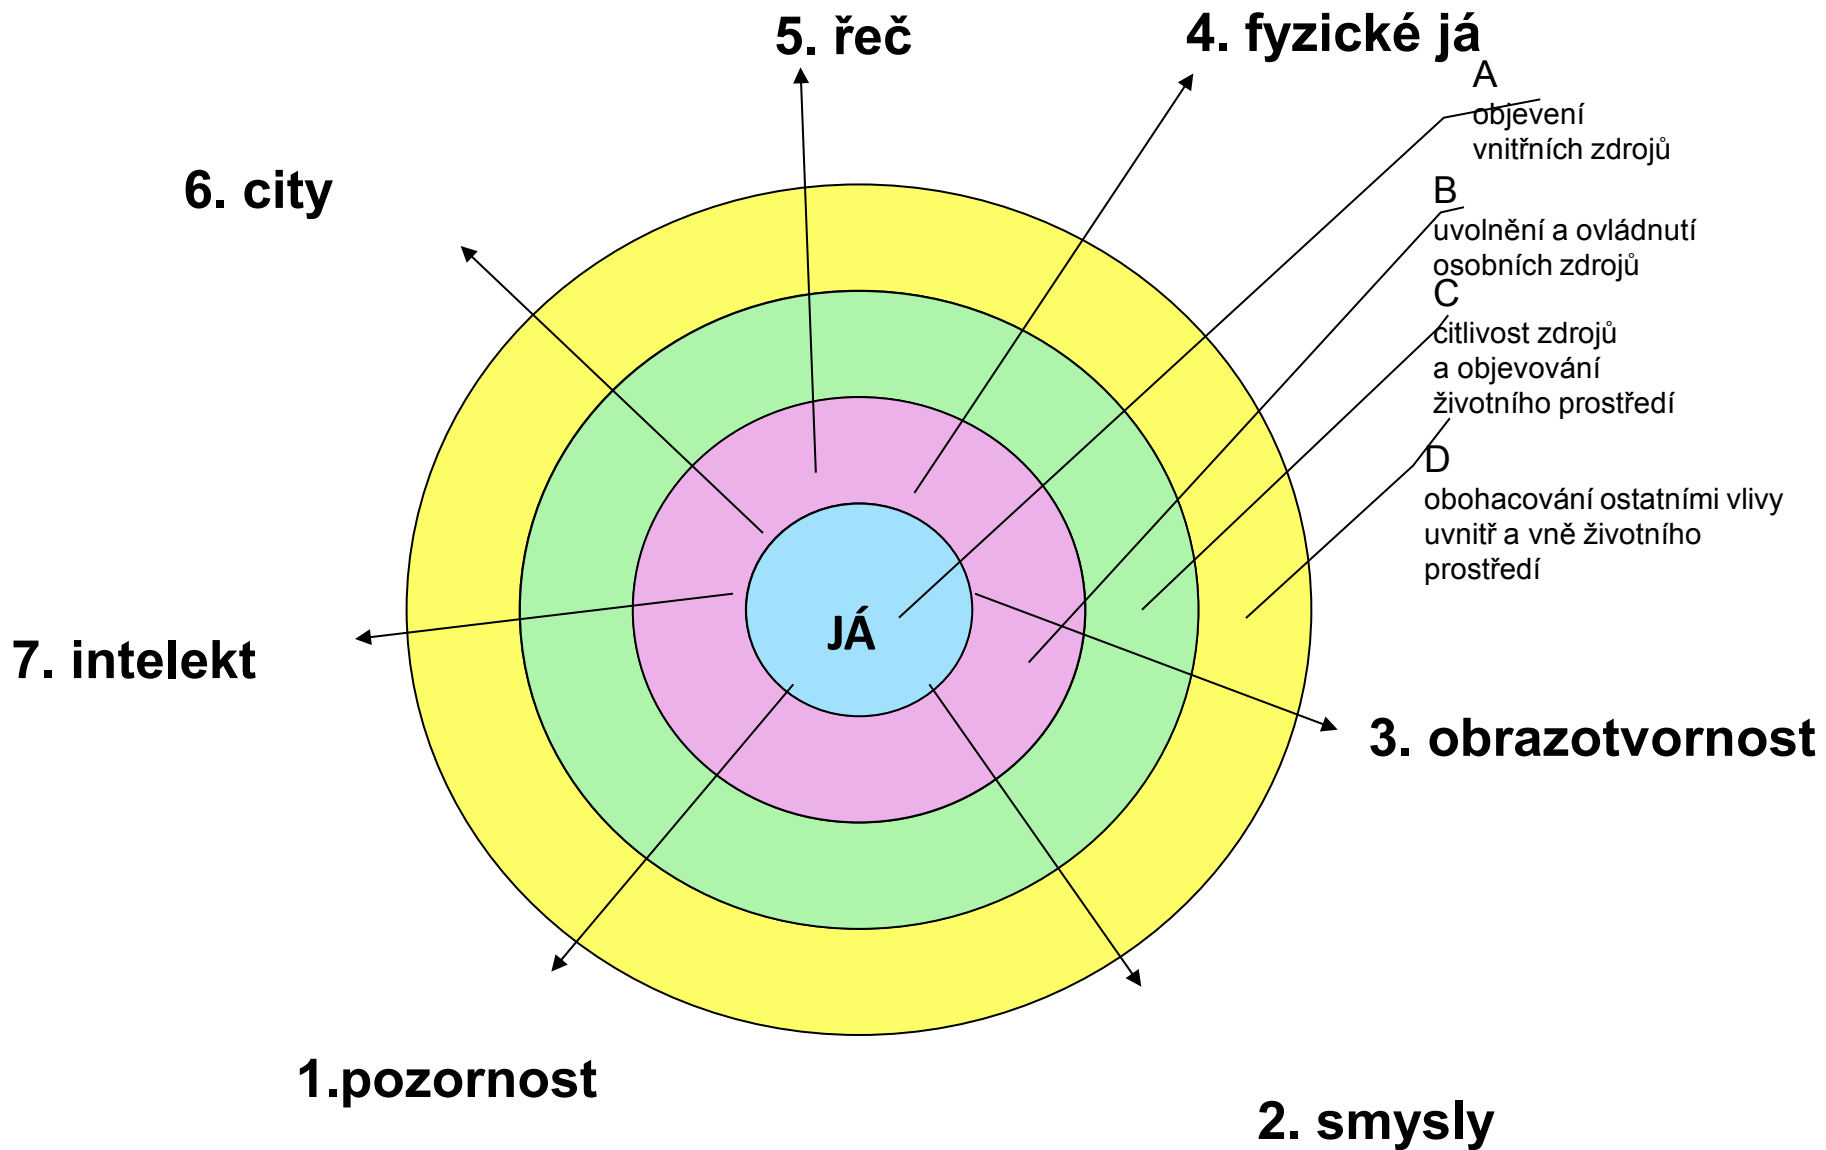 5. řeč
4. fyzické já
A
objevení
vnitřních zdrojů
6. city
B
uvolnění a ovládnutí
osobních zdrojů
C
citlivost zdrojů
a objevování
životního prostředí
D
obohacování ostatními vlivy
uvnitř a vně životního
prostředí
JÁ
7. intelekt
3. obrazotvornost
1.pozornost
2. smysly